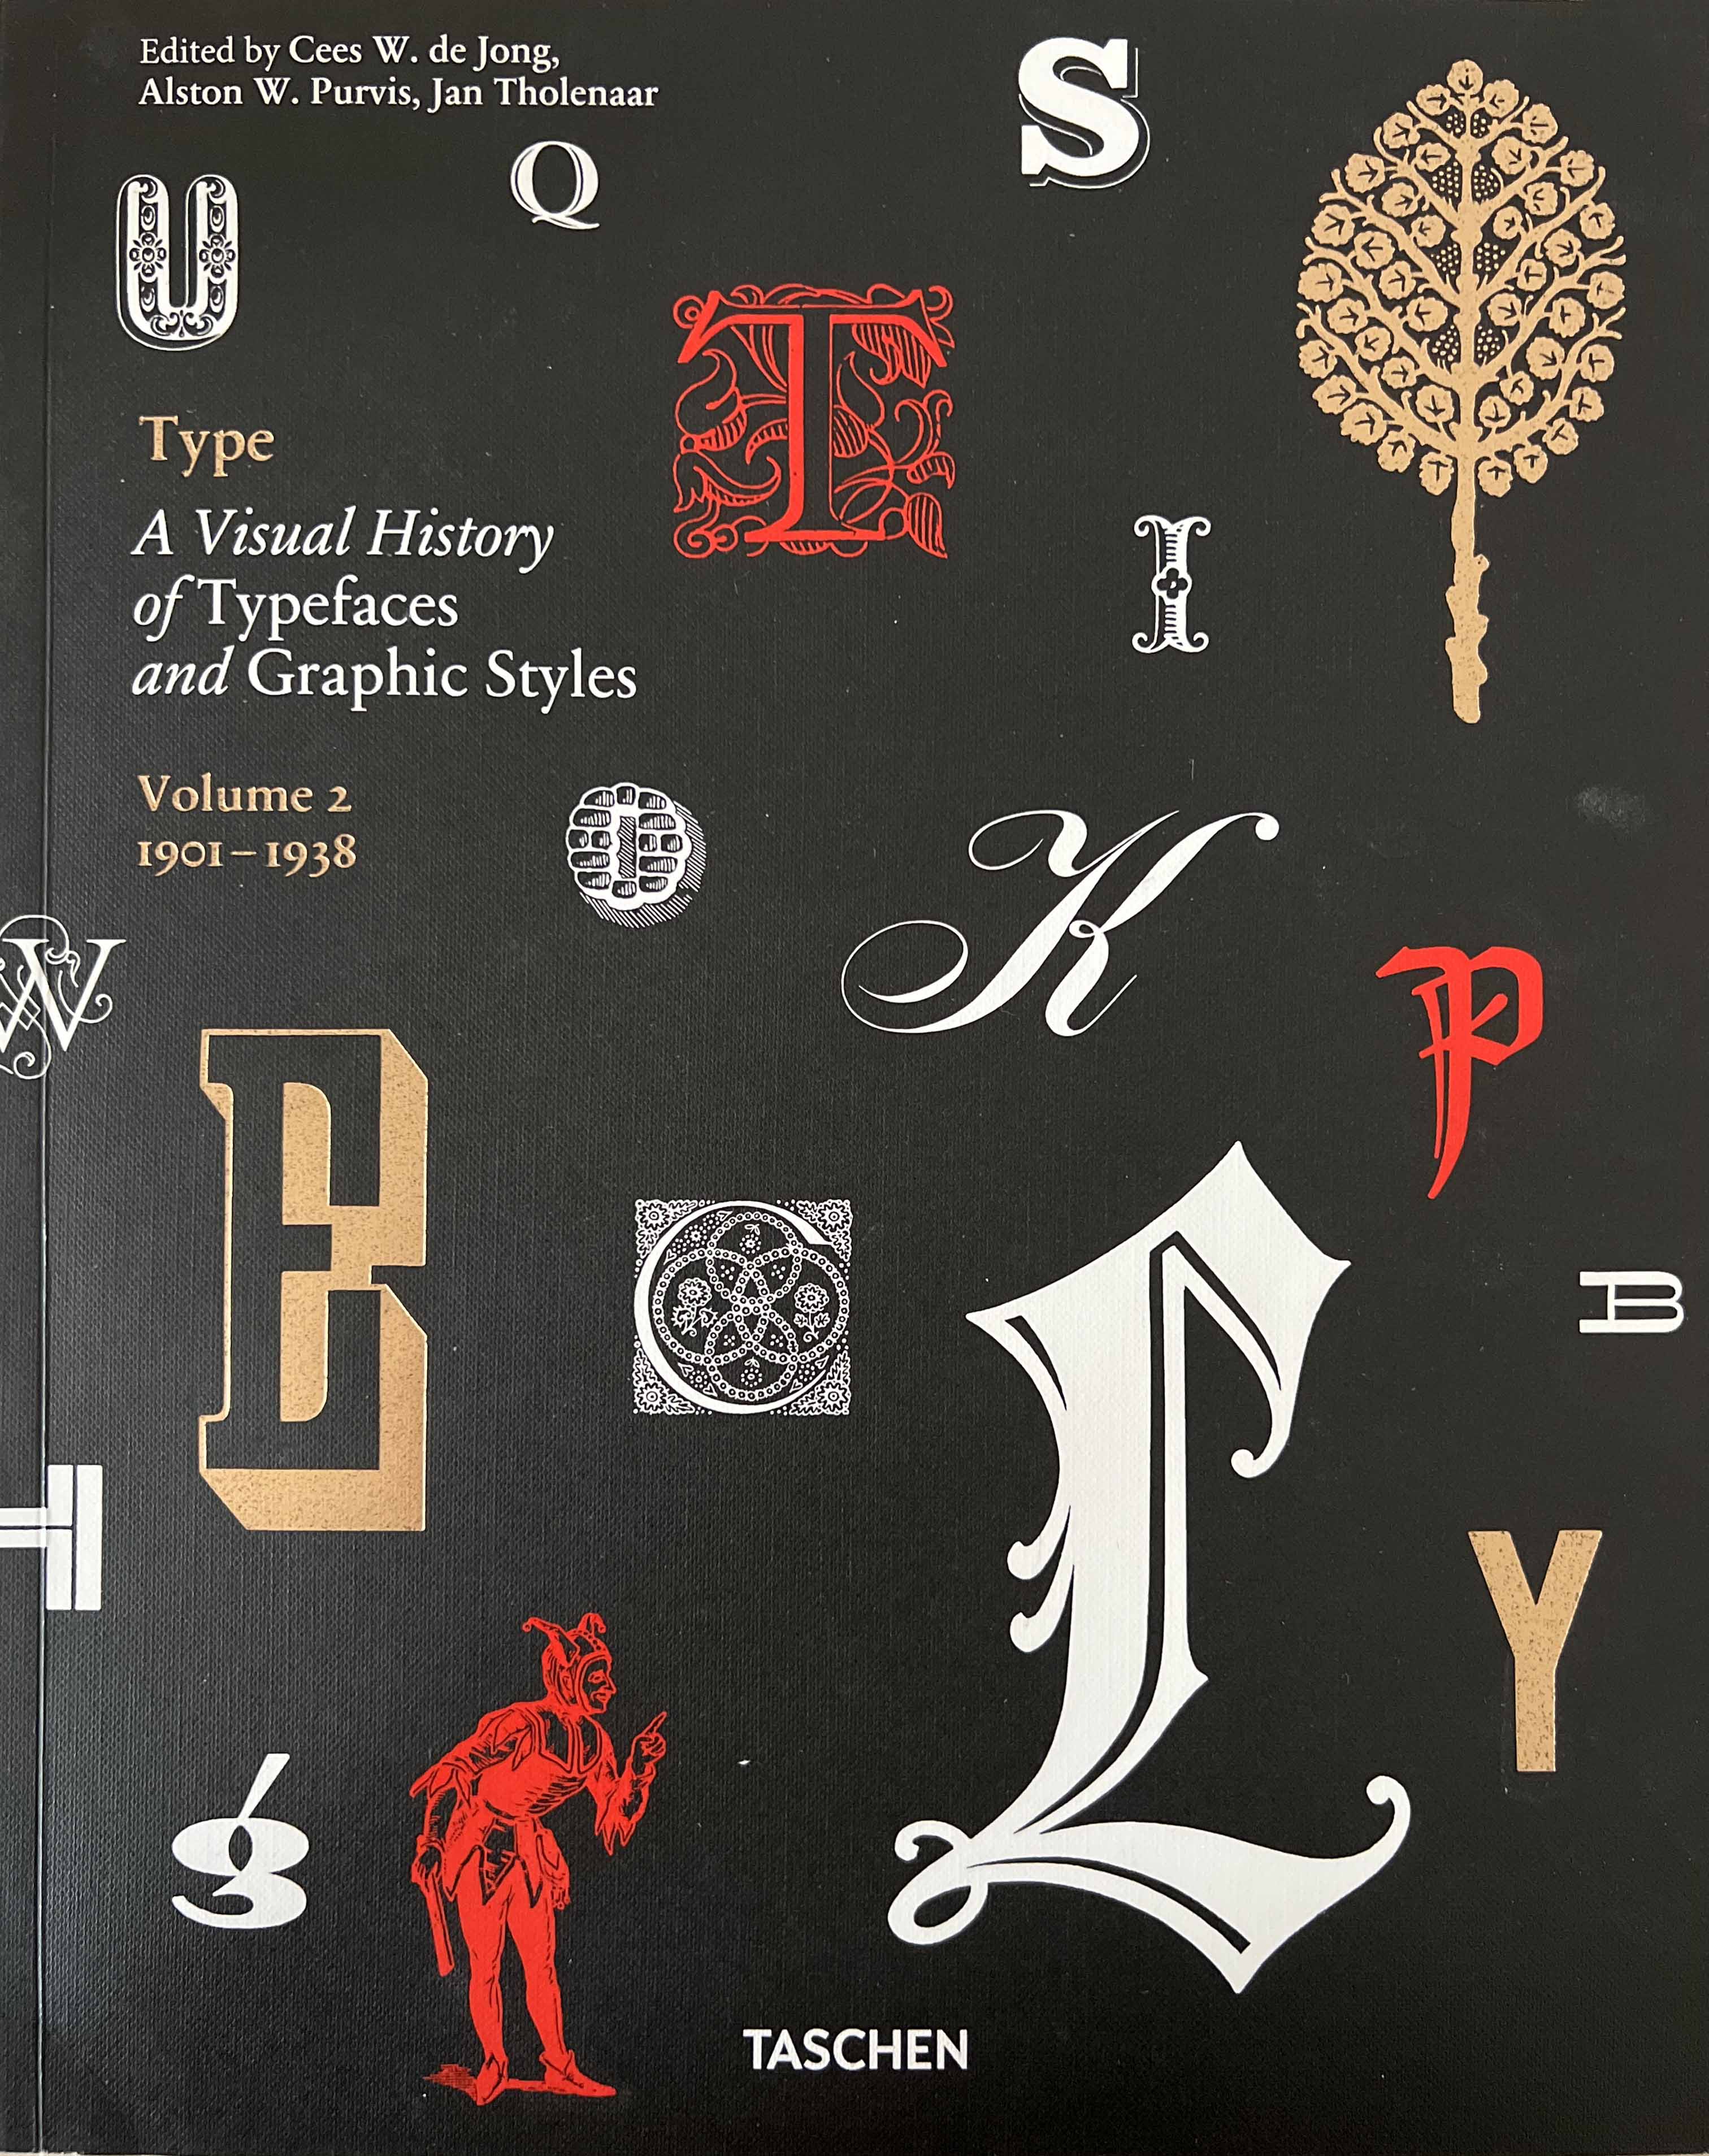 Edited by Cees W. de Jong,
Alston W. Purvis, Jan Tholenaar
S
Q
U
T
Type
A Visual History
of Typefaces
and Graphic Styles
I
Volume 2
1901–1938
O
K
W
P
E
C
L
B
H
Y
3
TASCHEN